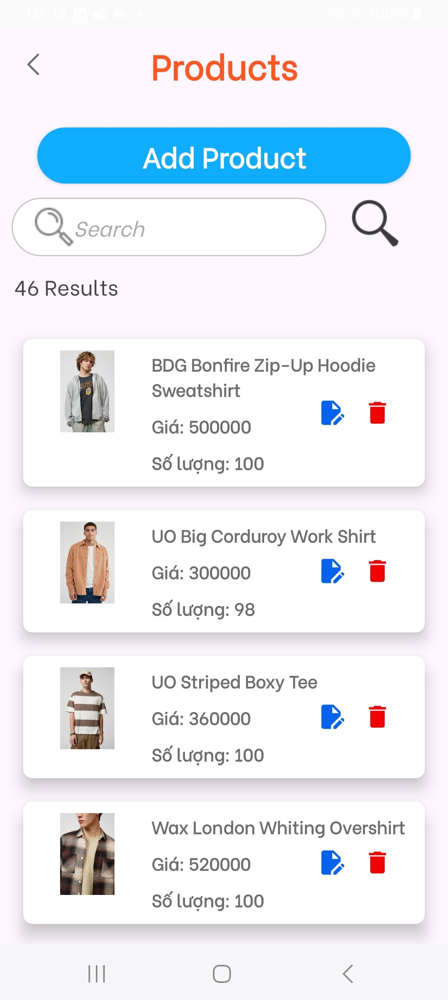 07:12 100%
Products
Add Product
Search
46 Results
BDG Bonfire Zip-Up Hoodie
Sweatshirt
Giá: 500000
Số lượng: 100
UO Big Corduroy Work Shirt
Giá: 300000
Số lượng: 98
UO Striped Boxy Tee
Giá: 360000
Số lượng: 100
Wax London Whiting Overshirt
Giá: 520000
Số lượng: 100